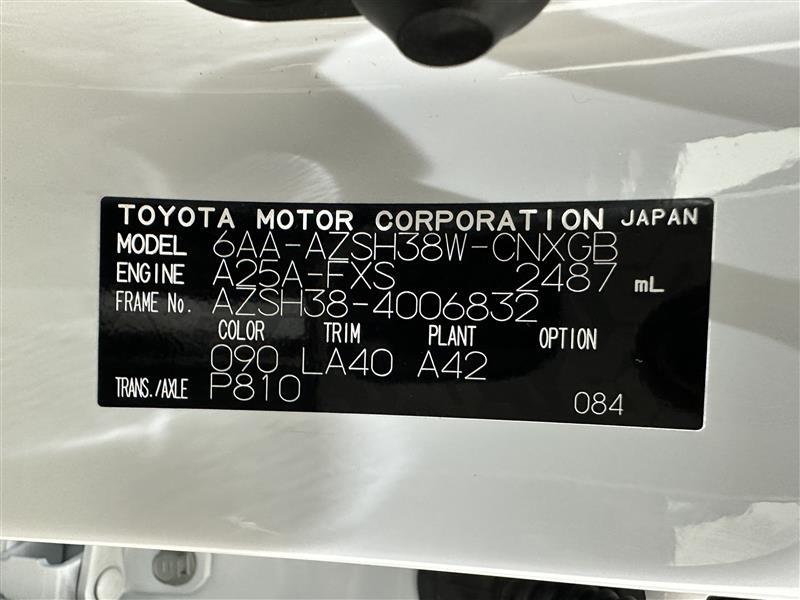 TOYOTA MOTOR CORPORATION JAPAN
MODEL 6AA-AZSH38W-CNXGB
ENGINE A25A-FXS 2487 mL
FRAME No. AZSH38-4006832
COLOR TRIM PLANT OPTION
090 LA40 A42
TRANS./AXLE P810
084